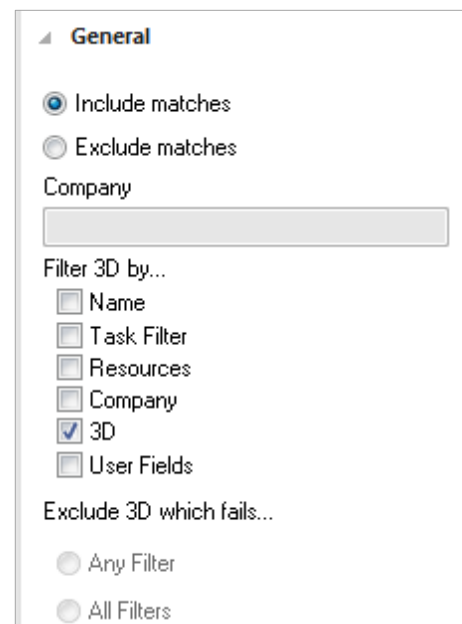 General
Include matches
Exclude matches
Company
Filter 3D by...
Name
Task Filter
Resources
Company
3D
User Fields
Exclude 3D which fails...
Any Filter
All Filters